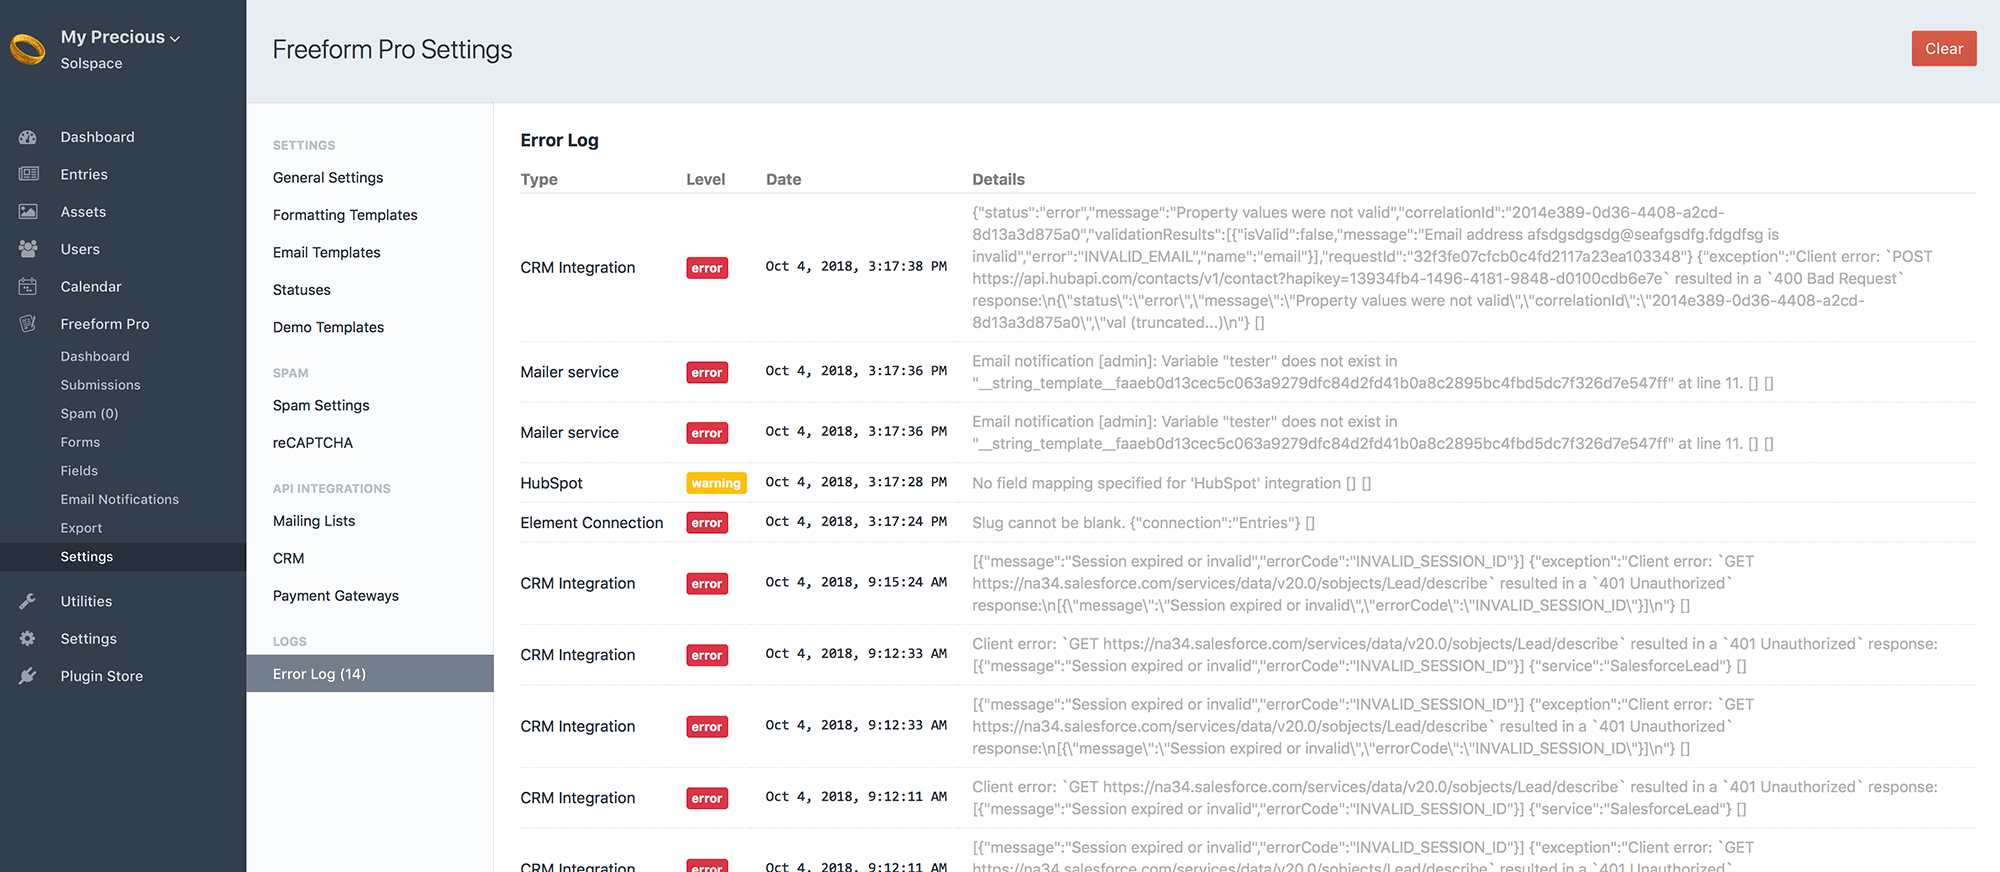 My Precious
Solspace
Dashboard
Entries
Assets
Users
Calendar
Freeform Pro
Dashboard
Submissions
Spam (0)
Forms
Fields
Email Notifications
Export
Settings
Utilities
Settings
Plugin Store
Freeform Pro Settings
Clear
SETTINGS
General Settings
Formatting Templates
Email Templates
Statuses
Demo Templates
SPAM
Spam Settings
reCAPTCHA
API INTEGRATIONS
Mailing Lists
CRM
Payment Gateways
LOGS
Error Log (14)
Error Log
Type Level Date Details
CRM Integration error Oct 4, 2018, 3:17:38 PM
{"status":"error","message":"Property values were not valid","correlationId":"2014e389-0d36-4408-a2cd-
8d13a3d875a0","validationResults":[{"isValid":false,"message":"Email address afsdgsdgsdg@seafgsdfg.fdgdfsg is
invalid","error":"INVALID_EMAIL","name":"email"}],"requestId":"32f3fe07cfcb0c4fd2117a23ea103348"} {"exception":"Client error: `POST
https://api.hubapi.com/contacts/v1/contact?hapikey=13934fb4-1496-4181-9848-d0100cdb6e7e` resulted in a `400 Bad Request`
response:\n{\"status\":\"error\",\"message\":\"Property values were not valid\",\"correlationId\":\"2014e389-0d36-4408-a2cd-
8d13a3d875a0\",\"val (truncated...)\n"} []
Mailer service error Oct 4, 2018, 3:17:36 PM
Email notification [admin]: Variable "tester" does not exist in
"__string_template__faaeb0d13cec5c063a9279dfc84d2fd41b0a8c2895bc4fbd5dc7f326d7e547ff" at line 11. [] []
Mailer service error Oct 4, 2018, 3:17:36 PM
Email notification [admin]: Variable "tester" does not exist in
"__string_template__faaeb0d13cec5c063a9279dfc84d2fd41b0a8c2895bc4fbd5dc7f326d7e547ff" at line 11. [] []
HubSpot warning Oct 4, 2018, 3:17:28 PM No field mapping specified for 'HubSpot' integration [] []
Element Connection error Oct 4, 2018, 3:17:24 PM Slug cannot be blank. {"connection":"Entries"} []
CRM Integration error Oct 4, 2018, 9:15:24 AM
[{"message":"Session expired or invalid","errorCode":"INVALID_SESSION_ID"}] {"exception":"Client error: `GET
https://na34.salesforce.com/services/data/v20.0/sobjects/Lead/describe` resulted in a `401 Unauthorized`
response:\n[{\"message\":\"Session expired or invalid\",\"errorCode\":\"INVALID_SESSION_ID\"}]\n"} []
CRM Integration error Oct 4, 2018, 9:12:33 AM
Client error: `GET https://na34.salesforce.com/services/data/v20.0/sobjects/Lead/describe` resulted in a `401 Unauthorized` response:
[{"message":"Session expired or invalid","errorCode":"INVALID_SESSION_ID"}] {"service":"SalesforceLead"} []
CRM Integration error Oct 4, 2018, 9:12:33 AM
[{"message":"Session expired or invalid","errorCode":"INVALID_SESSION_ID"}] {"exception":"Client error: `GET
https://na34.salesforce.com/services/data/v20.0/sobjects/Lead/describe` resulted in a `401 Unauthorized`
response:\n[{\"message\":\"Session expired or invalid\",\"errorCode\":\"INVALID_SESSION_ID\"}]\n"} []
CRM Integration error Oct 4, 2018, 9:12:11 AM
Client error: `GET https://na34.salesforce.com/services/data/v20.0/sobjects/Lead/describe` resulted in a `401 Unauthorized` response:
[{"message":"Session expired or invalid","errorCode":"INVALID_SESSION_ID"}] {"service":"SalesforceLead"} []
CRM Integration error Oct 4, 2018, 9:12:11 AM
[{"message":"Session expired or invalid","errorCode":"INVALID_SESSION_ID"}] {"exception":"Client error: `GET
https://na34.salesforce.com/services/data/v20.0/sobjects/Lead/describe` resulted in a `401 Unauthorized`